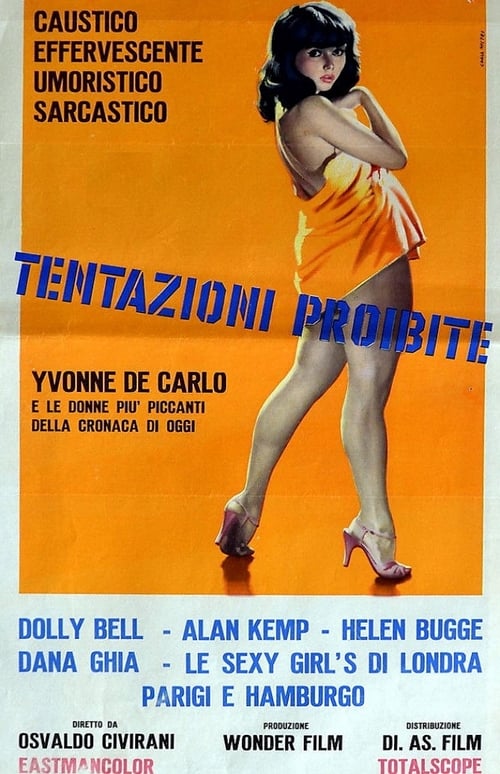 CAUSTICO
EFFERVESCENTE
UMORISTICO
SARCASTICO
TENTAZIONI PROIBITE
YVONNE DE CARLO
E LE DONNE PIU' PICCANTI
DELLA CRONACA DI OGGI
DOLLY BELL - ALAN KEMP - HELEN BUGGE
DANA GHIA - LE SEXY GIRL'S DI LONDRA
PARIGI E HAMBURGO
DIRETTO DA
OSVALDO CIVIRANI
PRODUZIONE
WONDER FILM
DISTRIBUZIONE
DI. AS. FILM
EASTMANCOLOR
TOTALSCOPE